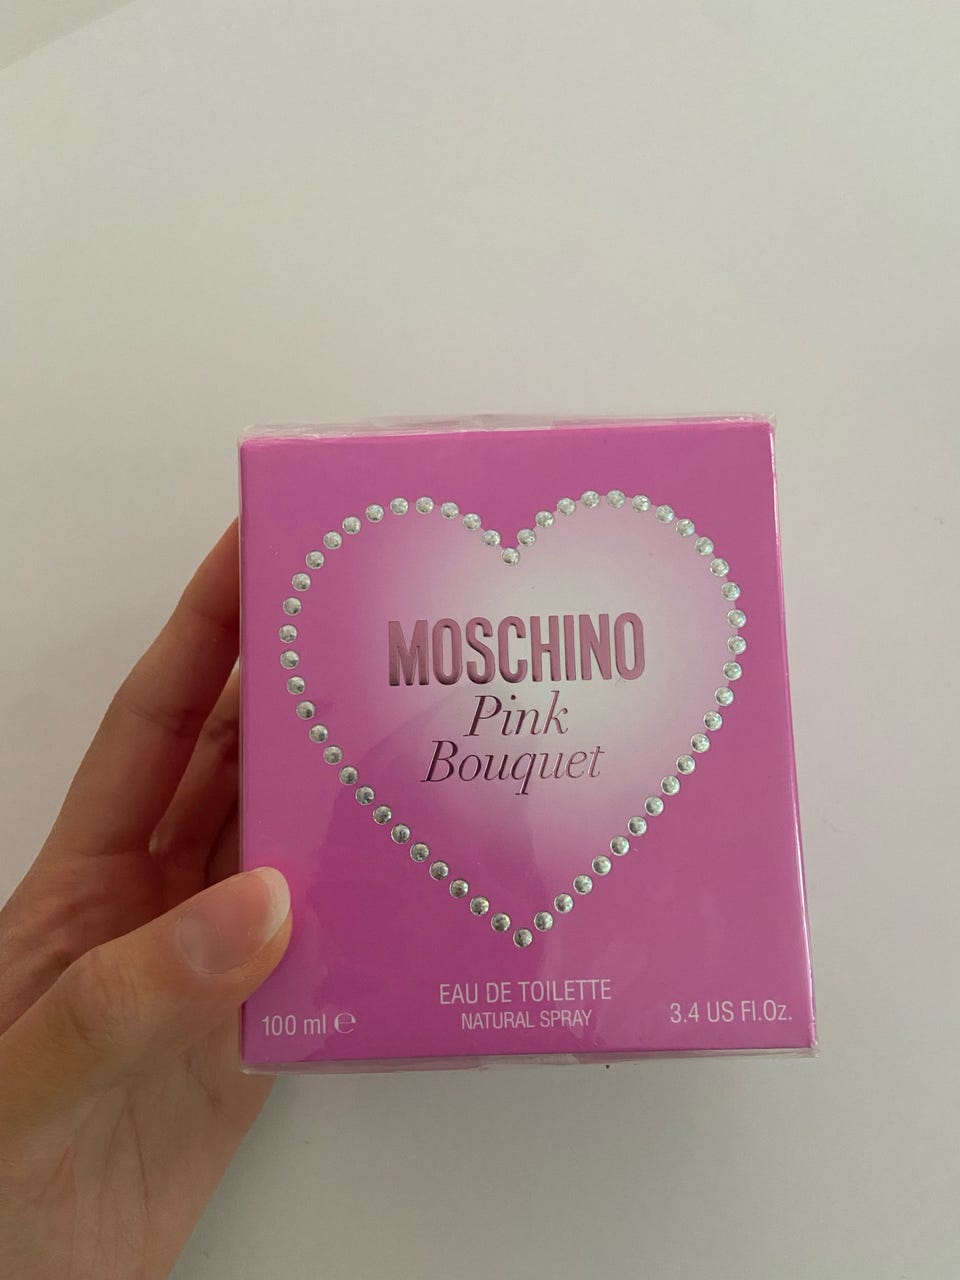 MOSCHINO
Pink
Bouquet
EAU DE TOILETTE
NATURAL SPRAY
100 ml ℮
3.4 US Fl.Oz.